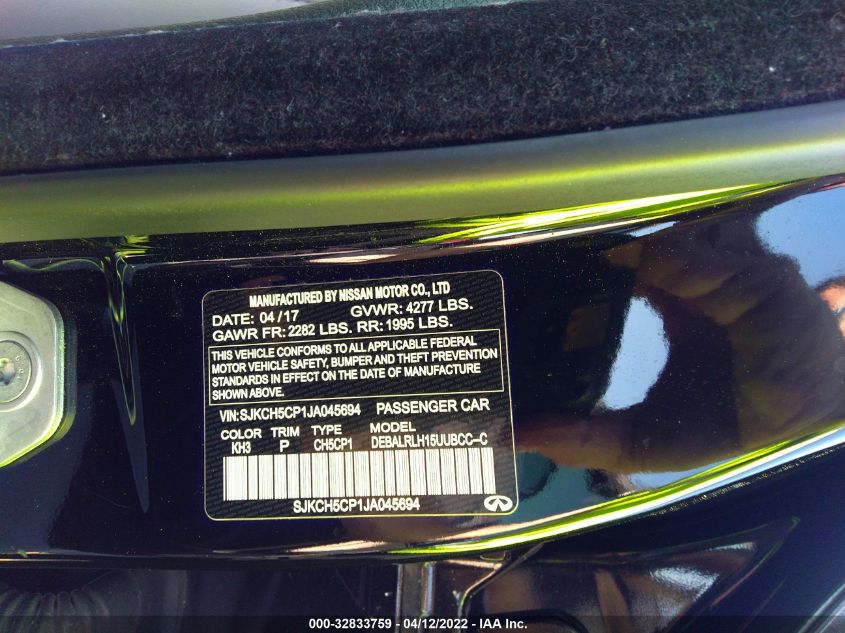 MANUFACTURED BY NISSAN MOTOR CO., LTD
DATE: 04/17 GVWR: 4277 LBS.
GAWR FR: 2282 LBS. RR: 1995 LBS.
THIS VEHICLE CONFORMS TO ALL APPLICABLE FEDERAL
MOTOR VEHICLE SAFETY, BUMPER AND THEFT PREVENTION
STANDARDS IN EFFECT ON THE DATE OF MANUFACTURE
SHOWN ABOVE.
VIN:SJKCH5CP1JA045694 PASSENGER CAR
COLOR TRIM TYPE MODEL
KH3 P CH5CP1 DEBALRLH15UUBCC-C
SJKCH5CP1JA045694
000-32833759 - 04/12/2022 - IAA Inc.